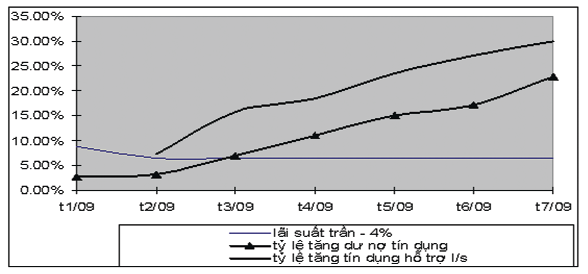 35.00%
30.00%
25.00%
20.00%
15.00%
10.00%
5.00%
0.00%
t1/09 t2/09 t3/09 t4/09 t5/09 t6/09 t7/09
lãi suất trần - 4%
tỷ lệ tăng dư nợ tín dụng
tỷ lệ tăng tín dụng hỗ trợ l/s